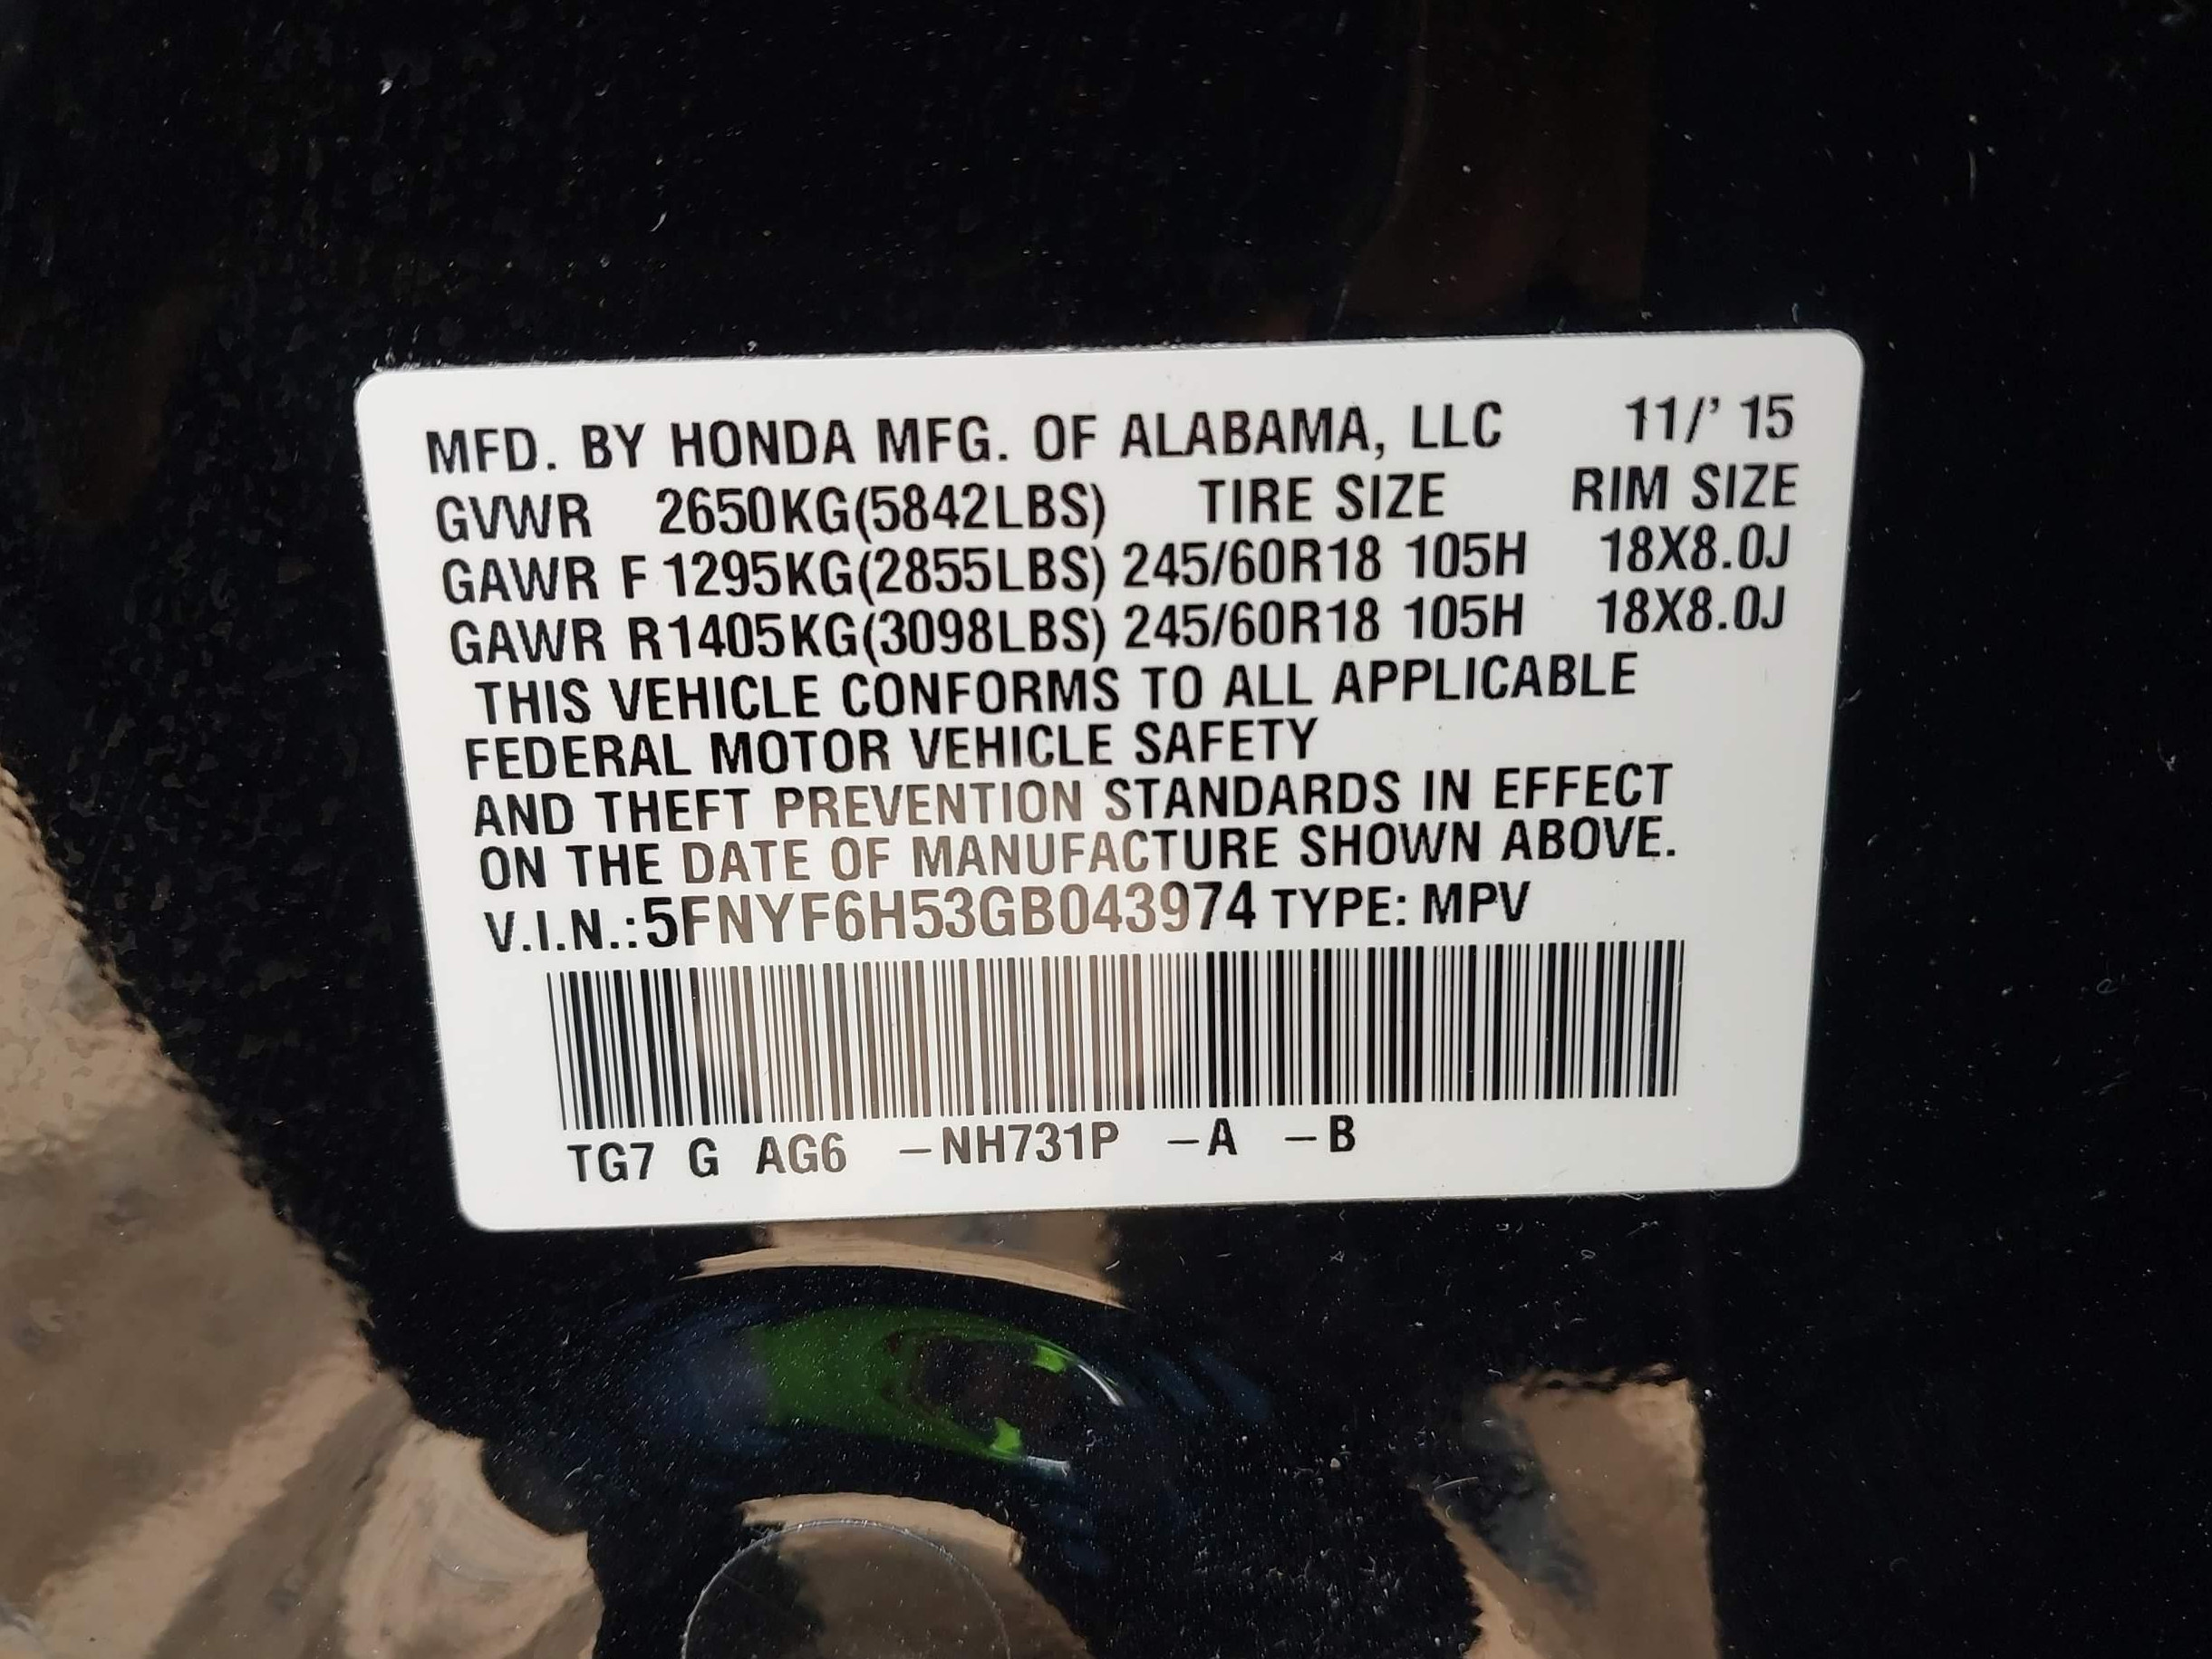 MFD. BY HONDA MFG. OF ALABAMA, LLC 11/' 15
GVWR 2650KG(5842LBS) TIRE SIZE RIM SIZE
GAWR F 1295KG(2855LBS) 245/60R18 105H 18X8.0J
GAWR R 1405KG(3098LBS) 245/60R18 105H 18X8.0J
THIS VEHICLE CONFORMS TO ALL APPLICABLE
FEDERAL MOTOR VEHICLE SAFETY
AND THEFT PREVENTION STANDARDS IN EFFECT
ON THE DATE OF MANUFACTURE SHOWN ABOVE.
V.I.N.:5FNYF6H53GB043974 TYPE: MPV
TG7 G AG6 –NH731P –A –B